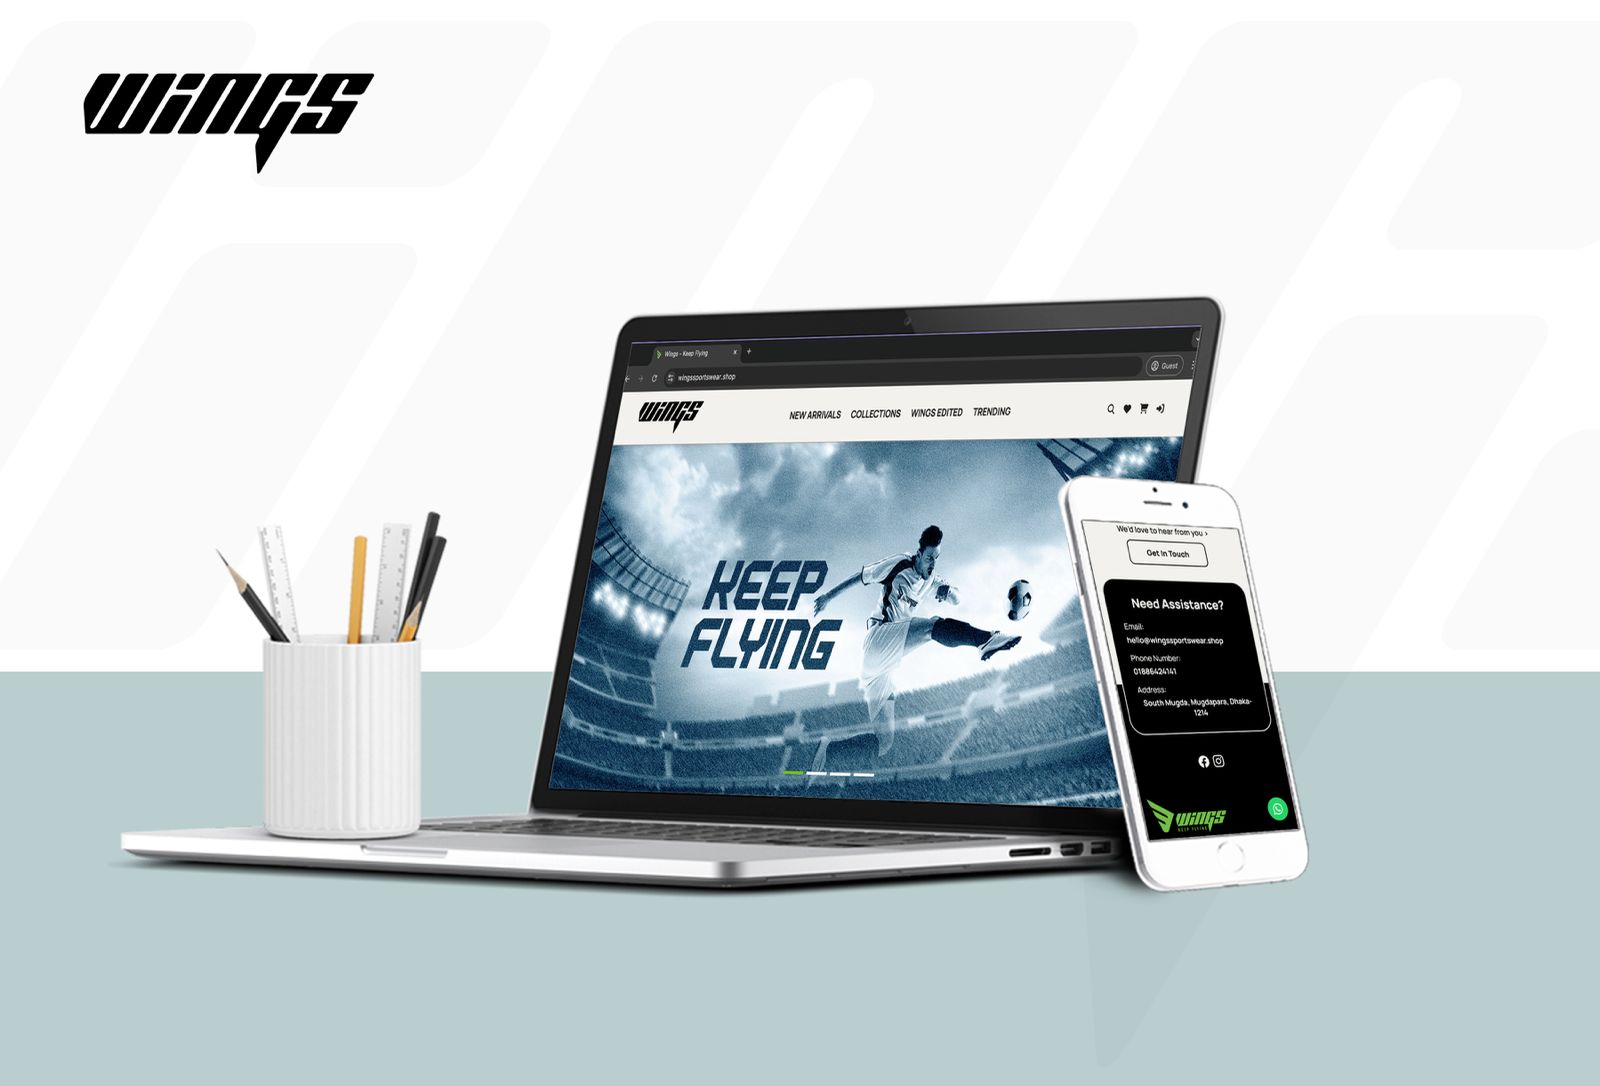 WiNGS
Wings - Keep Flying
wingssportswear.shop
Guest
WiNGS
NEW ARRIVALS COLLECTIONS WINGS EDITED TRENDING
KEEP
FLYING
We'd love to hear from you >
Get In Touch
Need Assistance?
Email:
hello@wingssportswear.shop
Phone Number:
01886424141
Address:
South Mugda, Mugdapara, Dhaka-
1214
WiNGS
KEEP FLYING